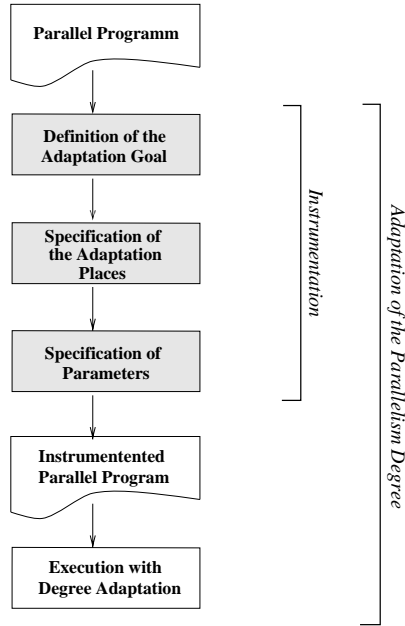 Parallel Programm
Definition of the
Adaptation Goal
Specification of
the Adaptation
Places
Specification of
Parameters
Instrumentented
Parallel Program
Execution with
Degree Adaptation
Instrumentation
Adaptation of the Parallelism Degree